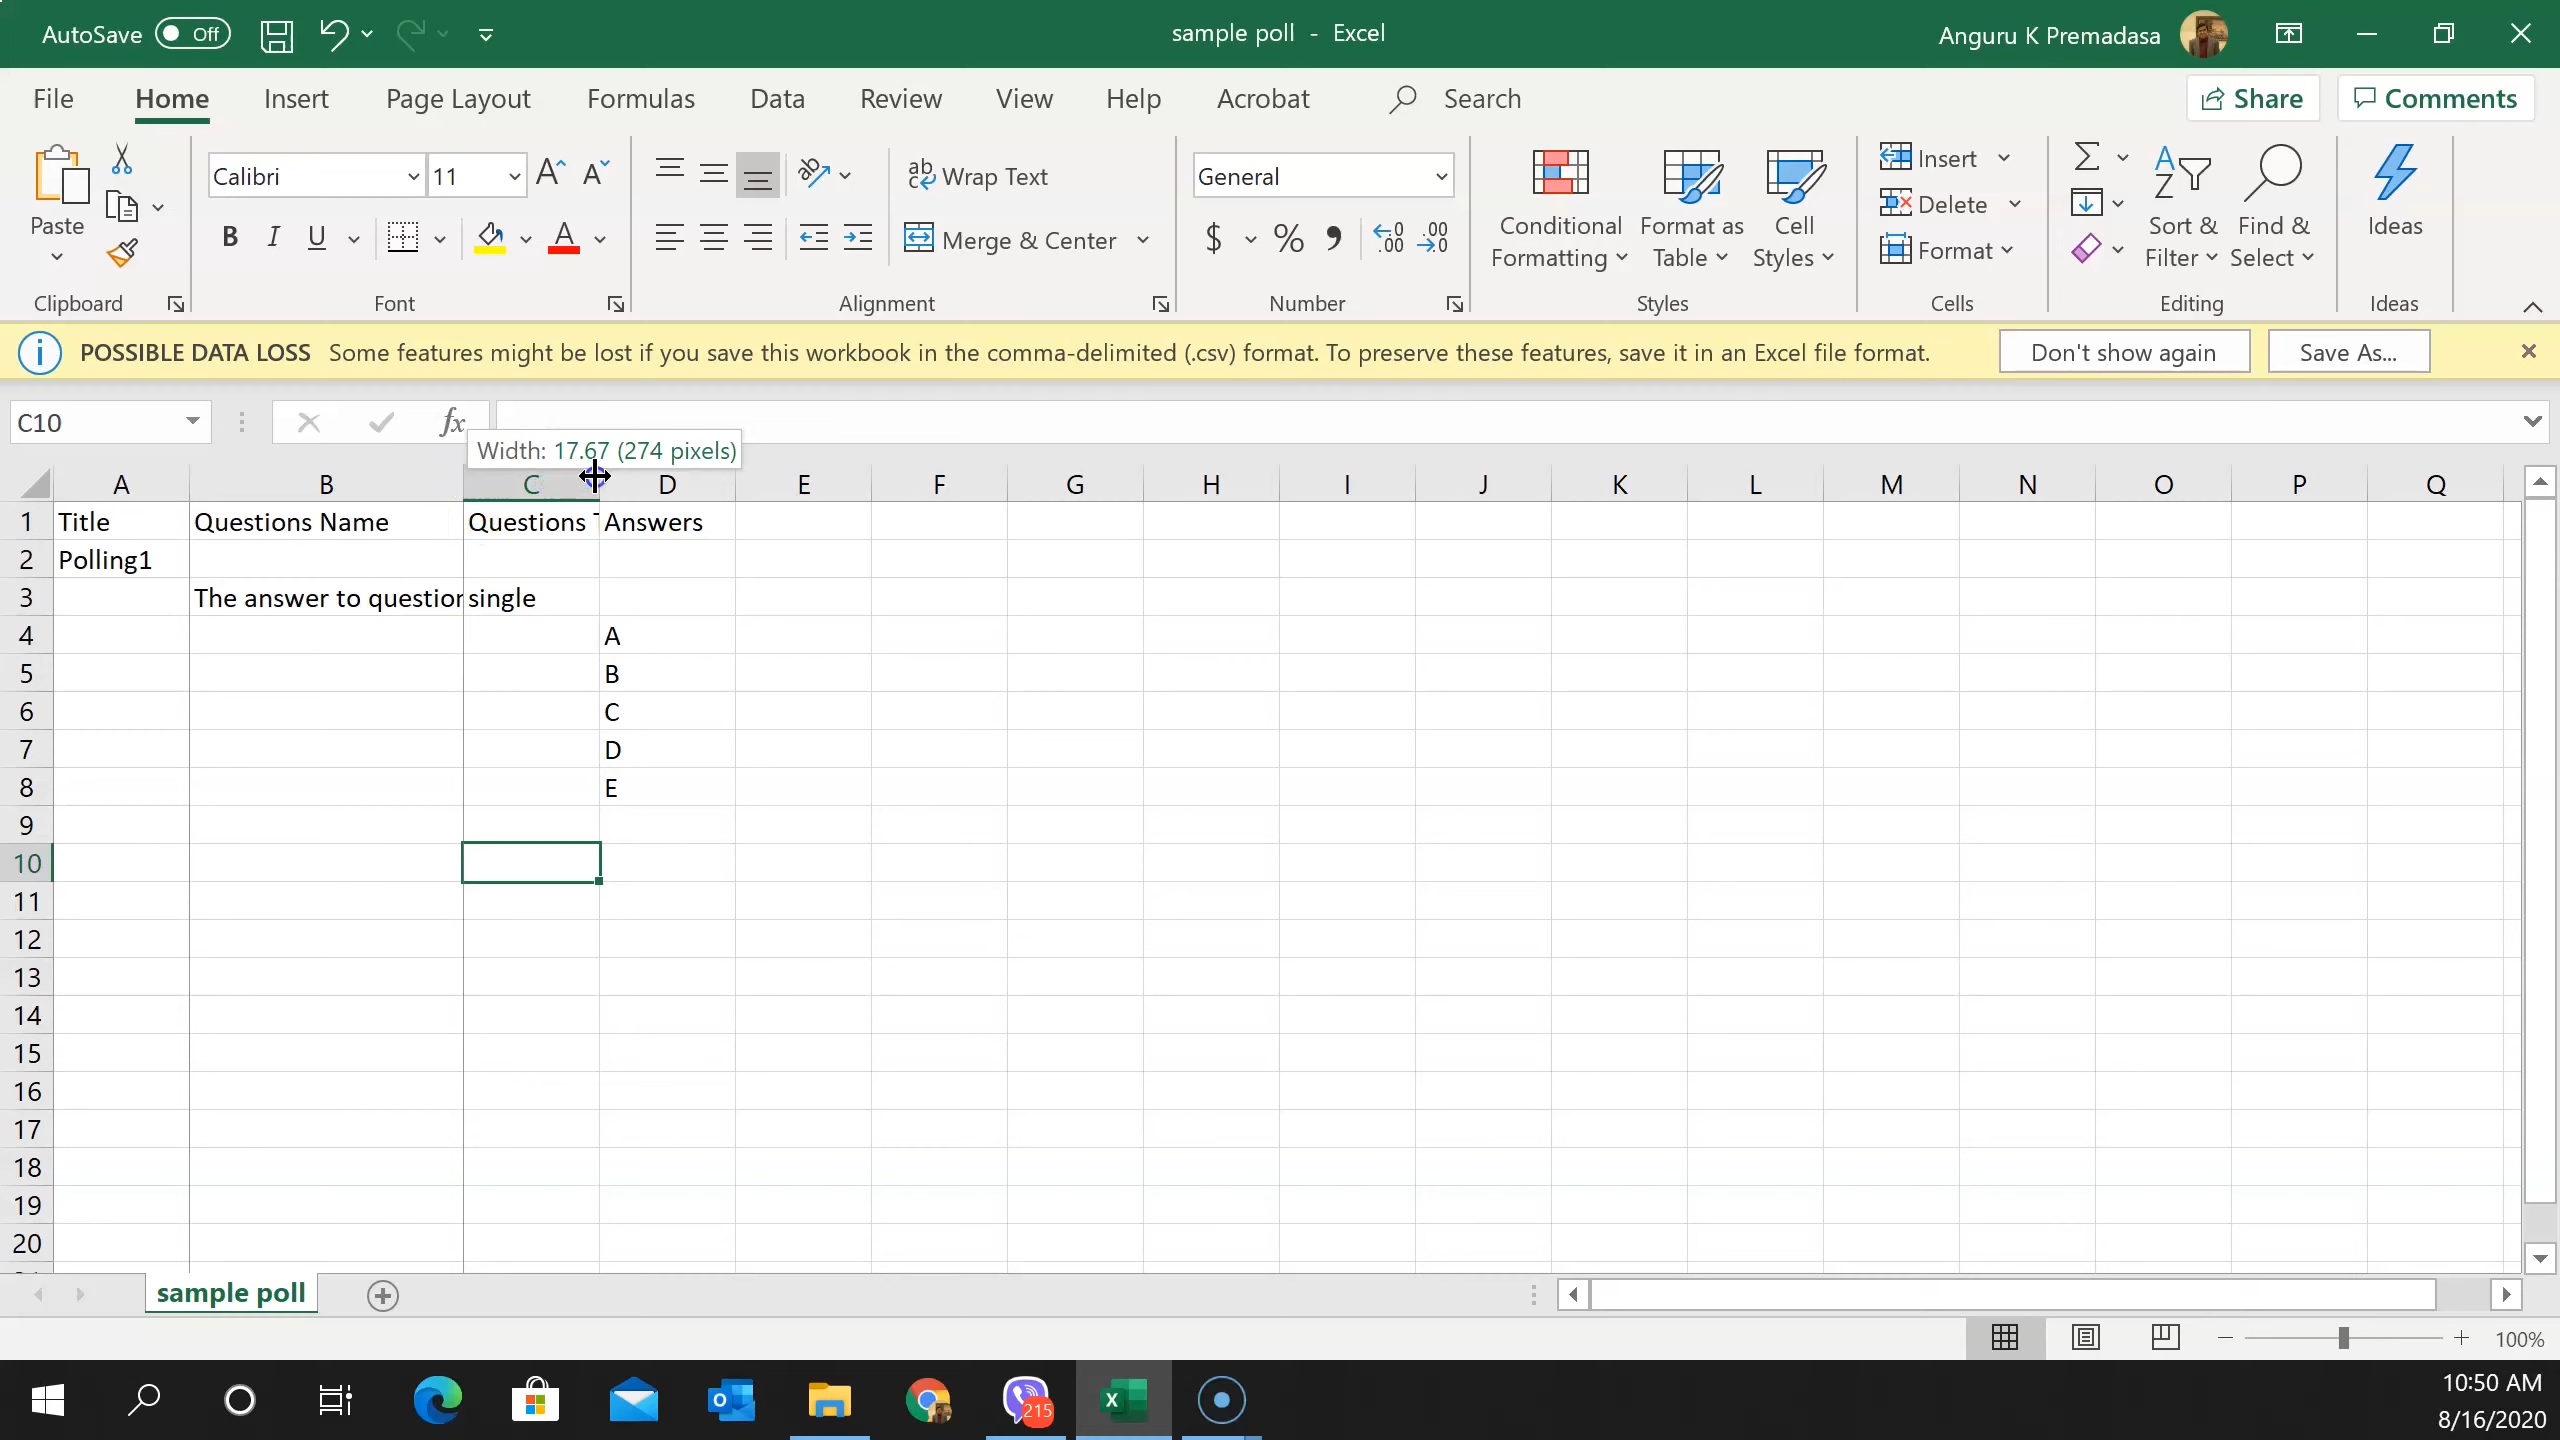 AutoSave Off sample poll - Excel Anguru K Premadasa
File Home Insert Page Layout Formulas Data Review View Help Acrobat Search Share Comments
Paste
Calibri 11
B I U A
ab Wrap Text
Merge & Center
General
$ % 9 .00 .00
Conditional Formatting
Format as Table
Cell Styles
Insert
Delete
Format
Sort & Filter
Find & Select
Ideas
Clipboard Font Alignment Number Styles Cells Editing Ideas
POSSIBLE DATA LOSS Some features might be lost if you save this workbook in the comma-delimited (.csv) format. To preserve these features, save it in an Excel file format. Don't show again Save As...
C10 fx
Width: 17.67 (274 pixels)
A B C D E F G H I J K L M N O P Q
1 Title Questions Name Questions Answers
2 Polling1
3 The answer to question single
4 A
5 B
6 C
7 D
8 E
9
10
11
12
13
14
15
16
17
18
19
20
sample poll
100%
215
10:50 AM
8/16/2020